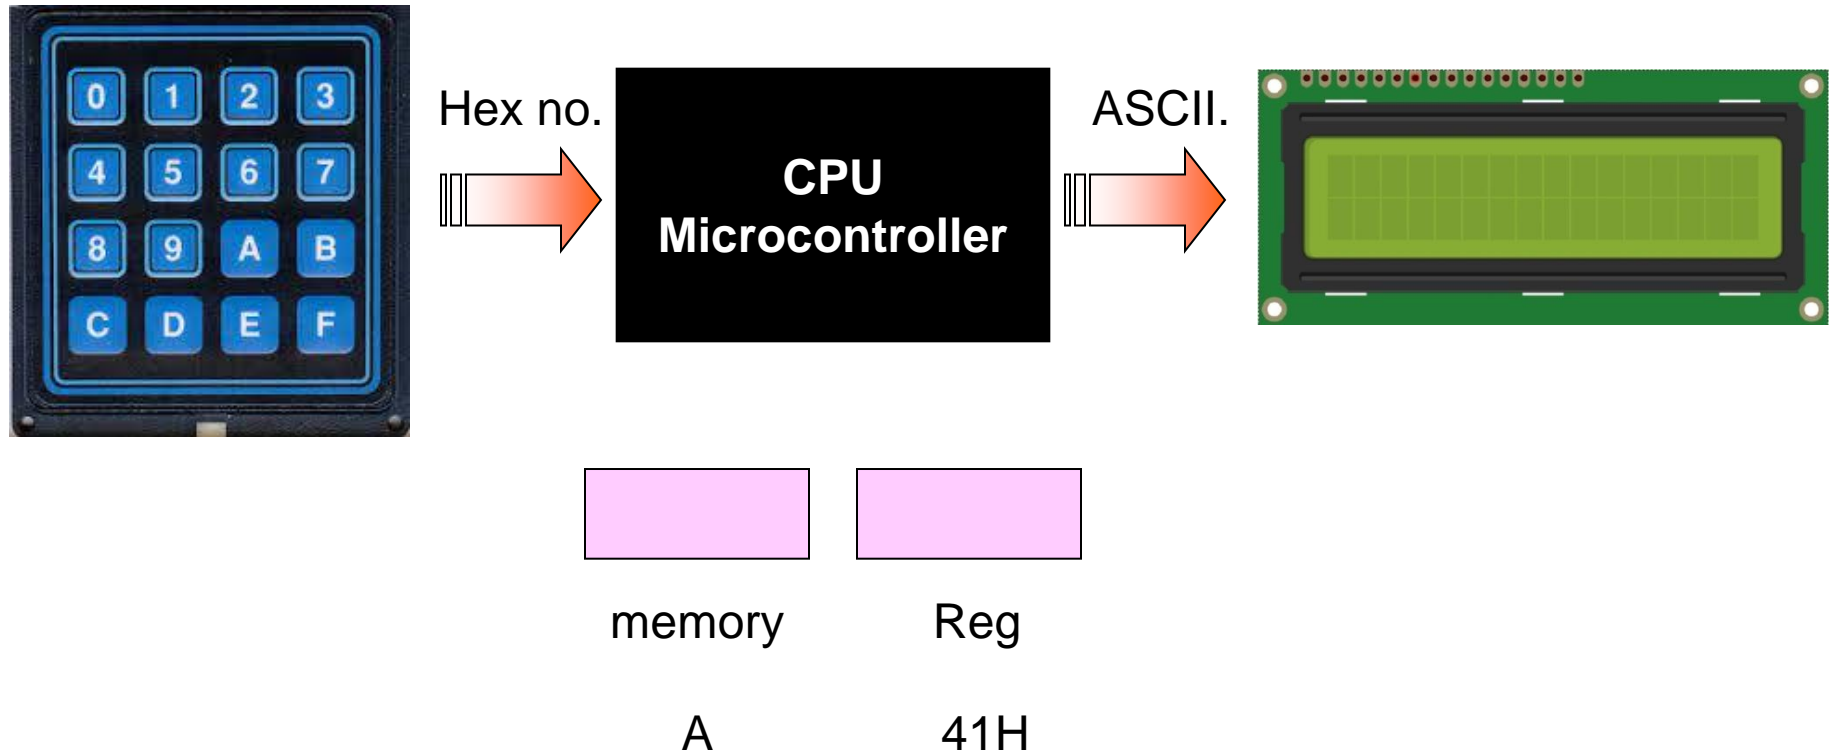 0 1 2 3
4 5 6 7
8 9 A B
C D E F
Hex no.
CPU
Microcontroller
ASCII.
memory Reg
A 41H